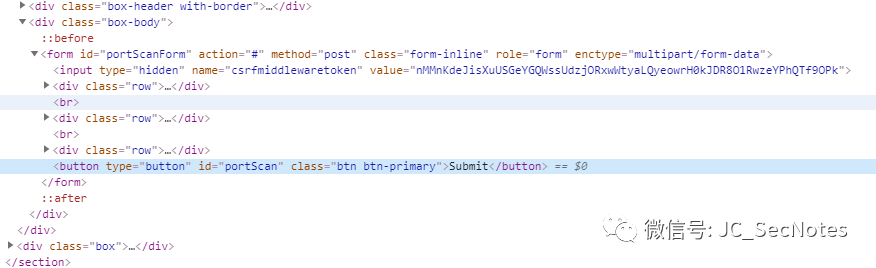 <div class="box-header with-border">…</div>
<div class="box-body">
::before
<form id="portScanForm" action="#" method="post" class="form-inline" role="form" enctype="multipart/form-data">
<input type="hidden" name="csrfmiddlewaretoken" value="nMMnKdeJisXuUSGeYGQWssUdzjORxwWtyaLQyeowrH0kJDR8O1RwzeYPhQTf9OPk">
<div class="row">…</div>
<br>
<div class="row">…</div>
<br>
<div class="row">…</div>
<button type="button" id="portScan" class="btn btn-primary">Submit</button> == $0
</form>
::after
</div>
</div>
微信号: JC_SecNotes
<div class="box">…</div>
</section>